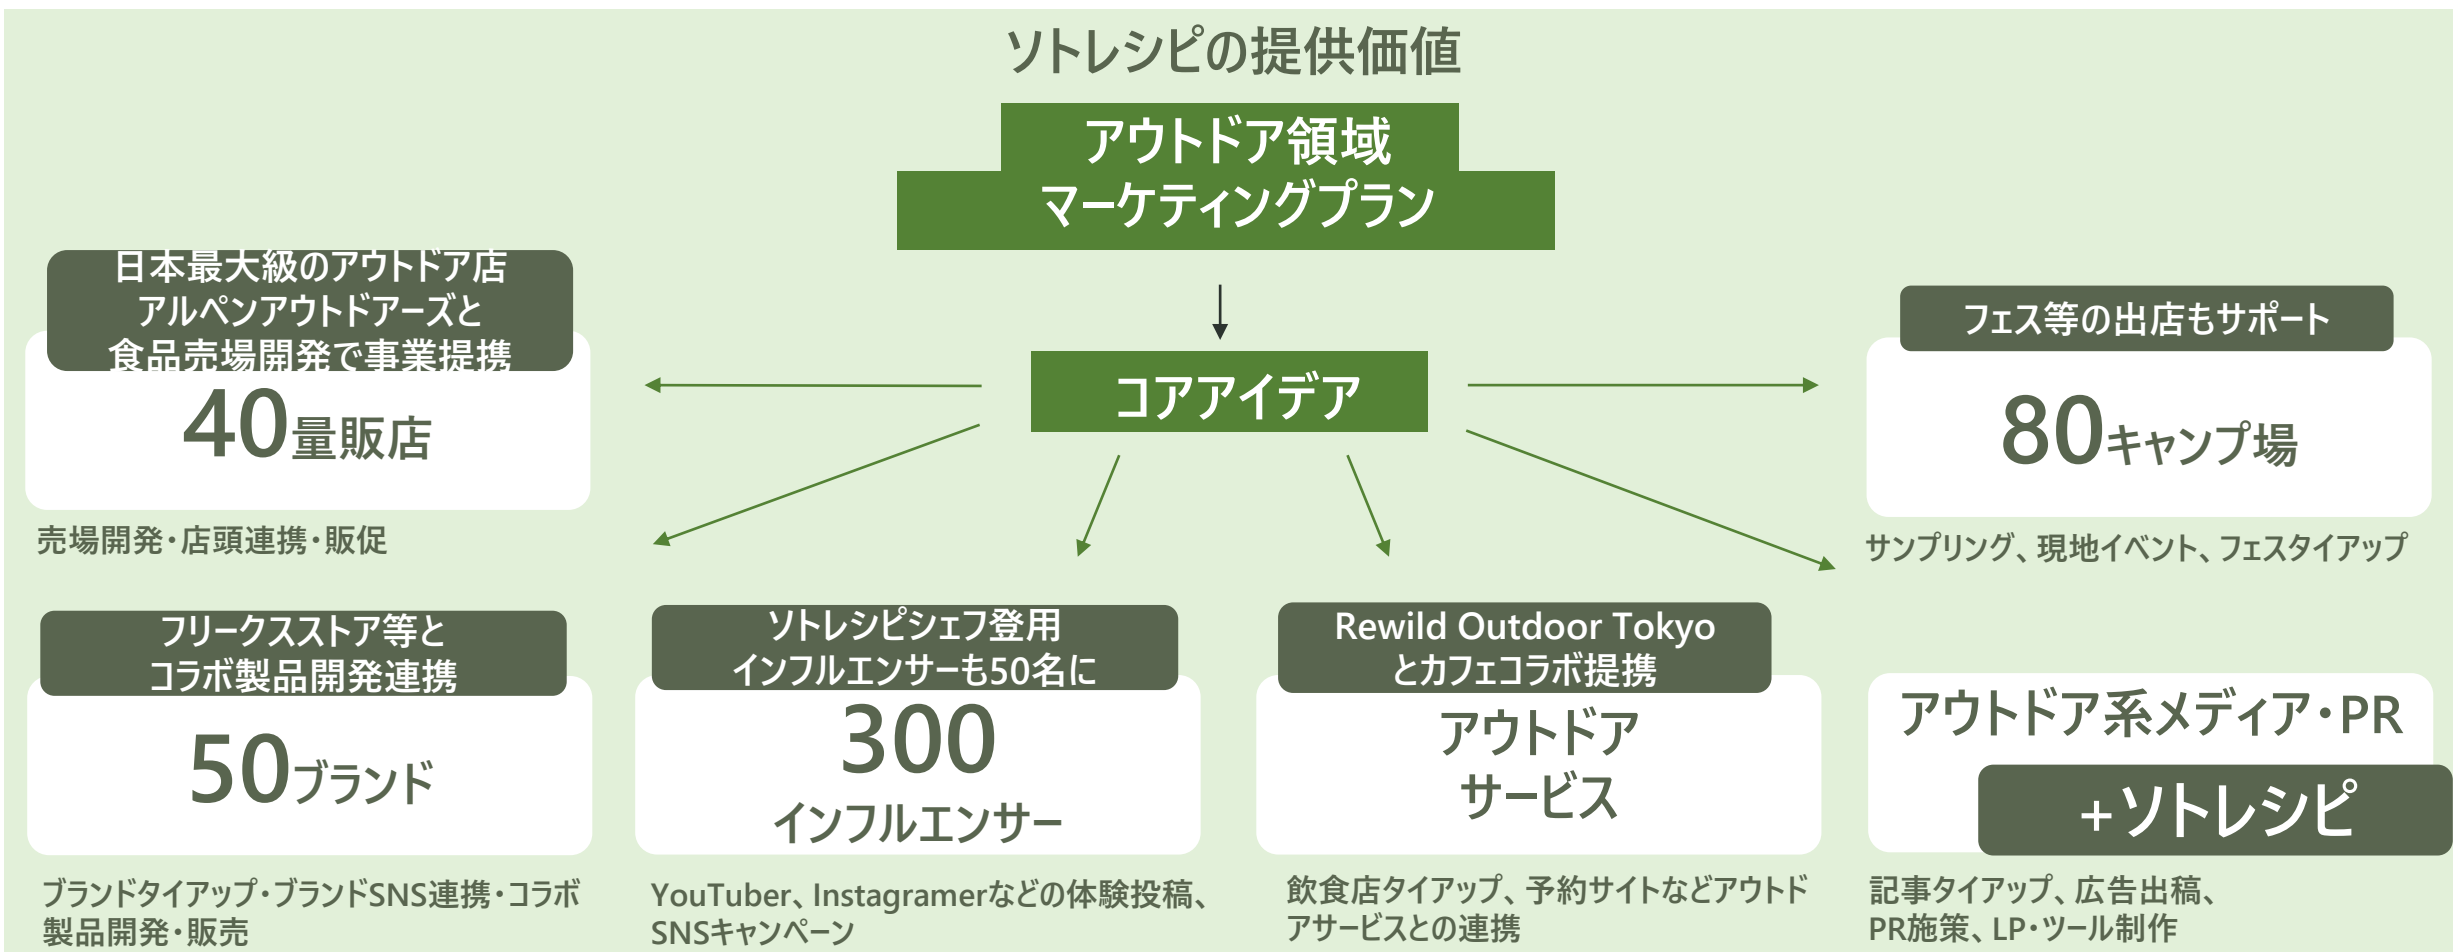 ソトレシピの提供価値
アウトドア領域
マーケティングプラン
コアアイデア
日本最大級のアウトドア店
アルペンアウトドアーズと
食品売場開発で事業提携
40量販店
売場開発・店頭連携・販促
フェス等の出店もサポート
80キャンプ場
サンプリング、現地イベント、フェスタイアップ
フリークスストア等と
コラボ製品開発連携
50ブランド
ブランドタイアップ・ブランドSNS連携・コラボ
製品開発・販売
ソトレシピシェフ登用
インフルエンサーも50名に
300
インフルエンサー
YouTuber、Instagramerなどの体験投稿、
SNSキャンペーン
Rewild Outdoor Tokyo
とカフェコラボ提携
アウトドア
サービス
飲食店タイアップ、予約サイトなどアウトド
アサービスとの連携
アウトドア系メディア・PR
+ソトレシピ
記事タイアップ、広告出稿、
PR施策、LP・ツール制作